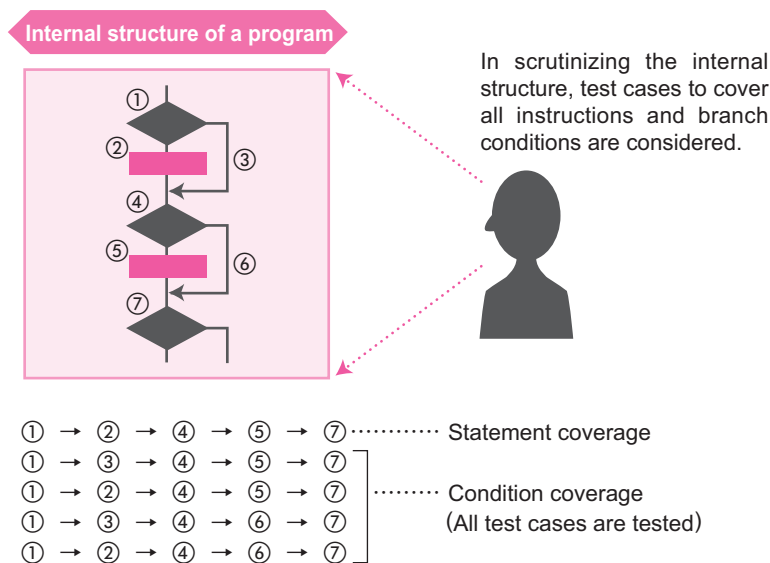 Internal structure of a program
In scrutinizing the internal
structure, test cases to cover
all instructions and branch
conditions are considered.
①
②
③
④
⑤
⑥
⑦
① → ② → ④ → ⑤ → ⑦ ·········· Statement coverage
① → ③ → ④ → ⑤ → ⑦
① → ② → ④ → ⑤ → ⑦ ········ Condition coverage
① → ③ → ④ → ⑥ → ⑦ (All test cases are tested)
① → ② → ④ → ⑥ → ⑦